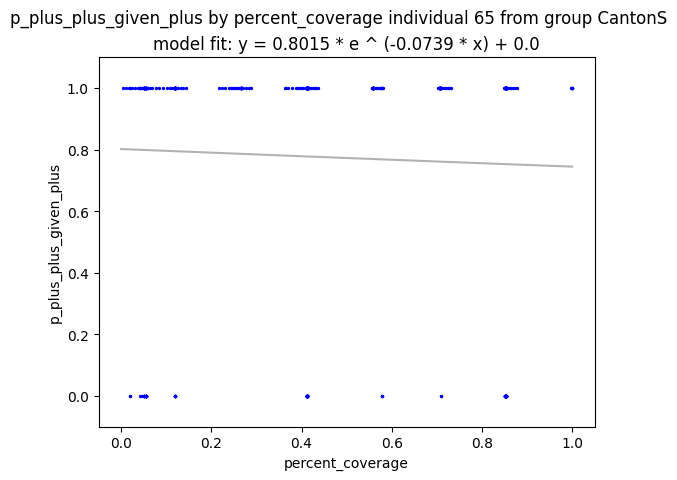 p_plus_plus_given_plus by percent_coverage individual 65 from group CantonS
model fit: y = 0.8015 * e ^ (-0.0739 * x) + 0.0
1.0
0.8
0.6
0.4
0.2
0.0
p_plus_plus_given_plus
0.0 0.2 0.4 0.6 0.8 1.0
percent_coverage